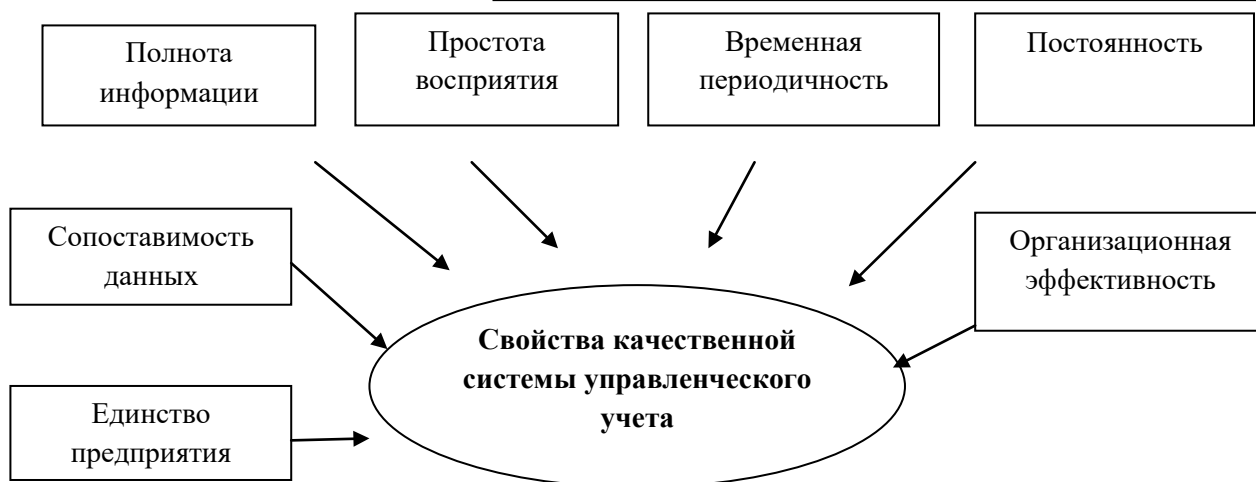 Полнота
информации
Простота
восприятия
Временная
периодичность
Постоянность
Сопоставимость
данных
Организационная
эффективность
Свойства качественной
системы управленческого
учета
Единство
предприятия